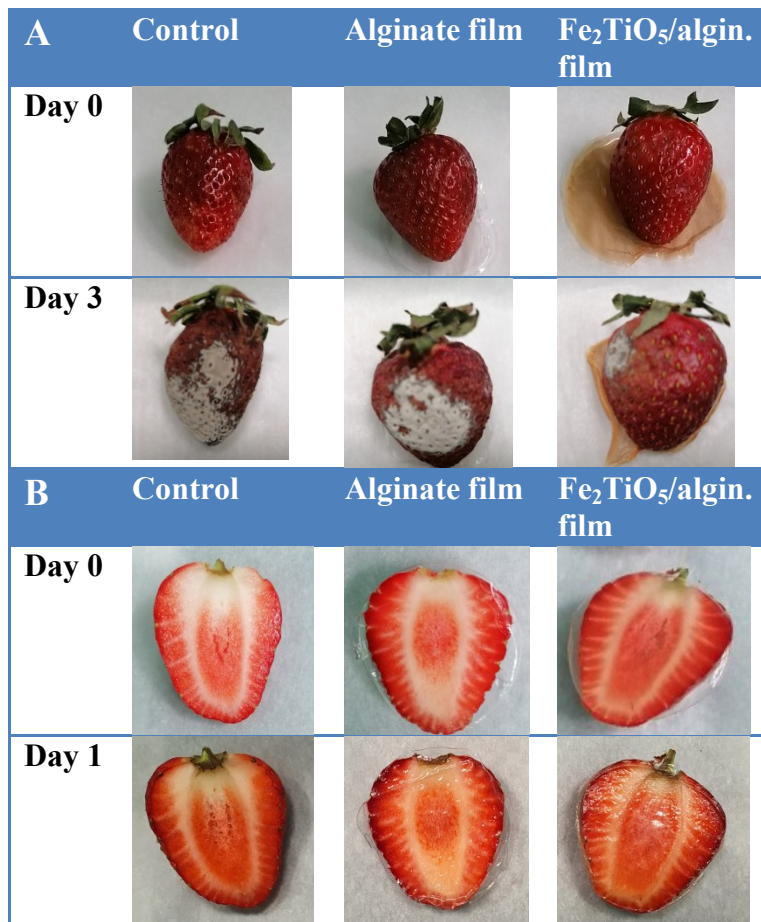 A Control Alginate film Fe₂TiO₅/algin.
film
Day 0
Day 3
B Control Alginate film Fe₂TiO₅/algin.
film
Day 0
Day 1